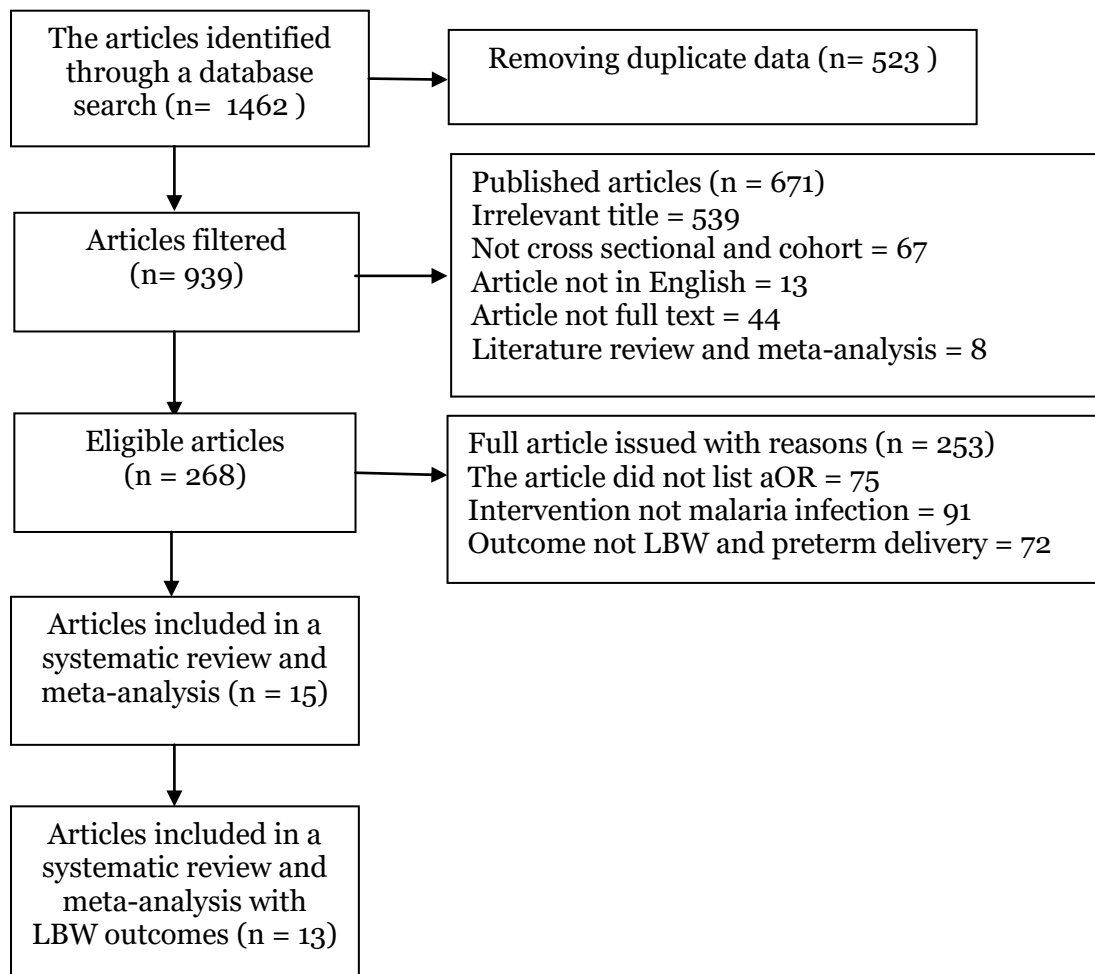 The articles identified
through a database
search (n=  1462 )
Removing duplicate data (n= 523 )
Articles filtered
(n= 939)
Published articles (n = 671)
Irrelevant title = 539
Not cross sectional and cohort = 67
Article not in English = 13
Article not full text = 44
Literature review and meta-analysis = 8
Eligible articles
(n = 268)
Full article issued with reasons (n = 253)
The article did not list aOR = 75
Intervention not malaria infection = 91
Outcome not LBW and preterm delivery = 72
Articles included in a
systematic review and
meta-analysis (n = 15)
Articles included in a
systematic review and
meta-analysis with
LBW outcomes (n = 13)